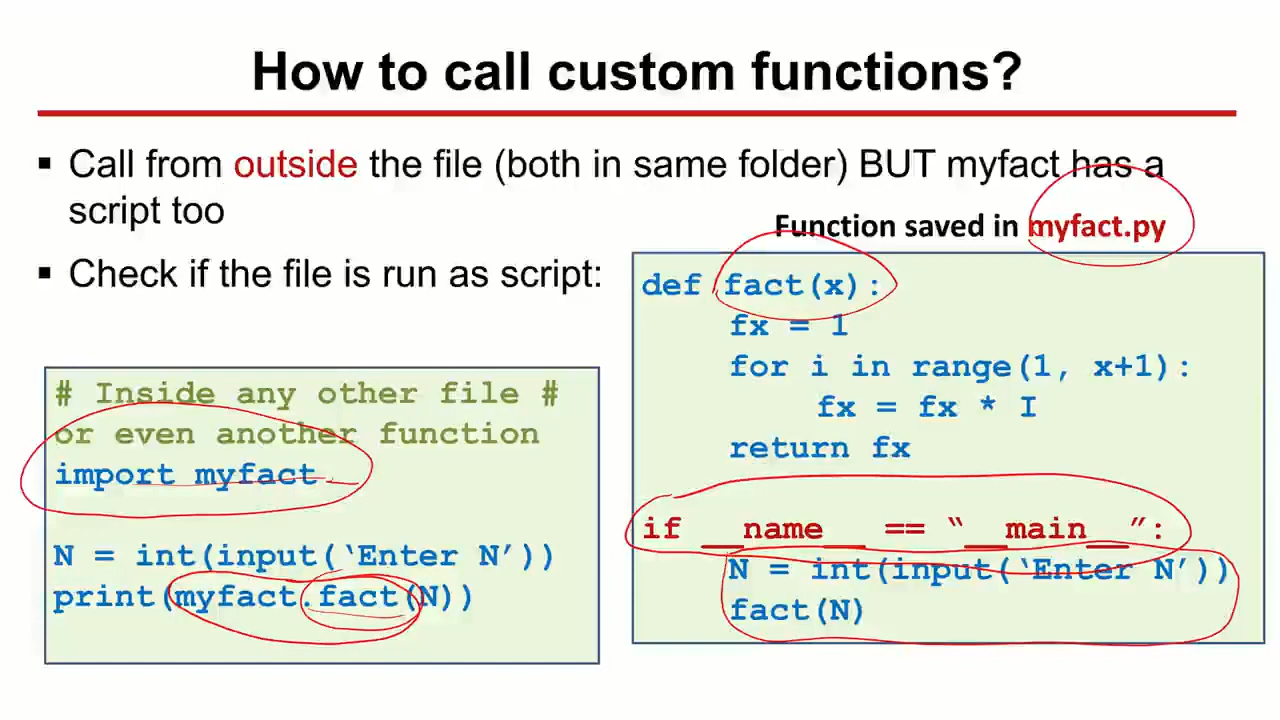 How to call custom functions?
▪ Call from outside the file (both in same folder) BUT myfact has a
script too
▪ Check if the file is run as script:
# Inside any other file #
or even another function
import myfact
N = int(input(‘Enter N’))
print(myfact.fact(N))
Function saved in myfact.py
def fact(x):
fx = 1
for i in range(1, x+1):
fx = fx * I
return fx
if __name__ == “__main__”:
N = int(input(‘Enter N’))
fact(N)